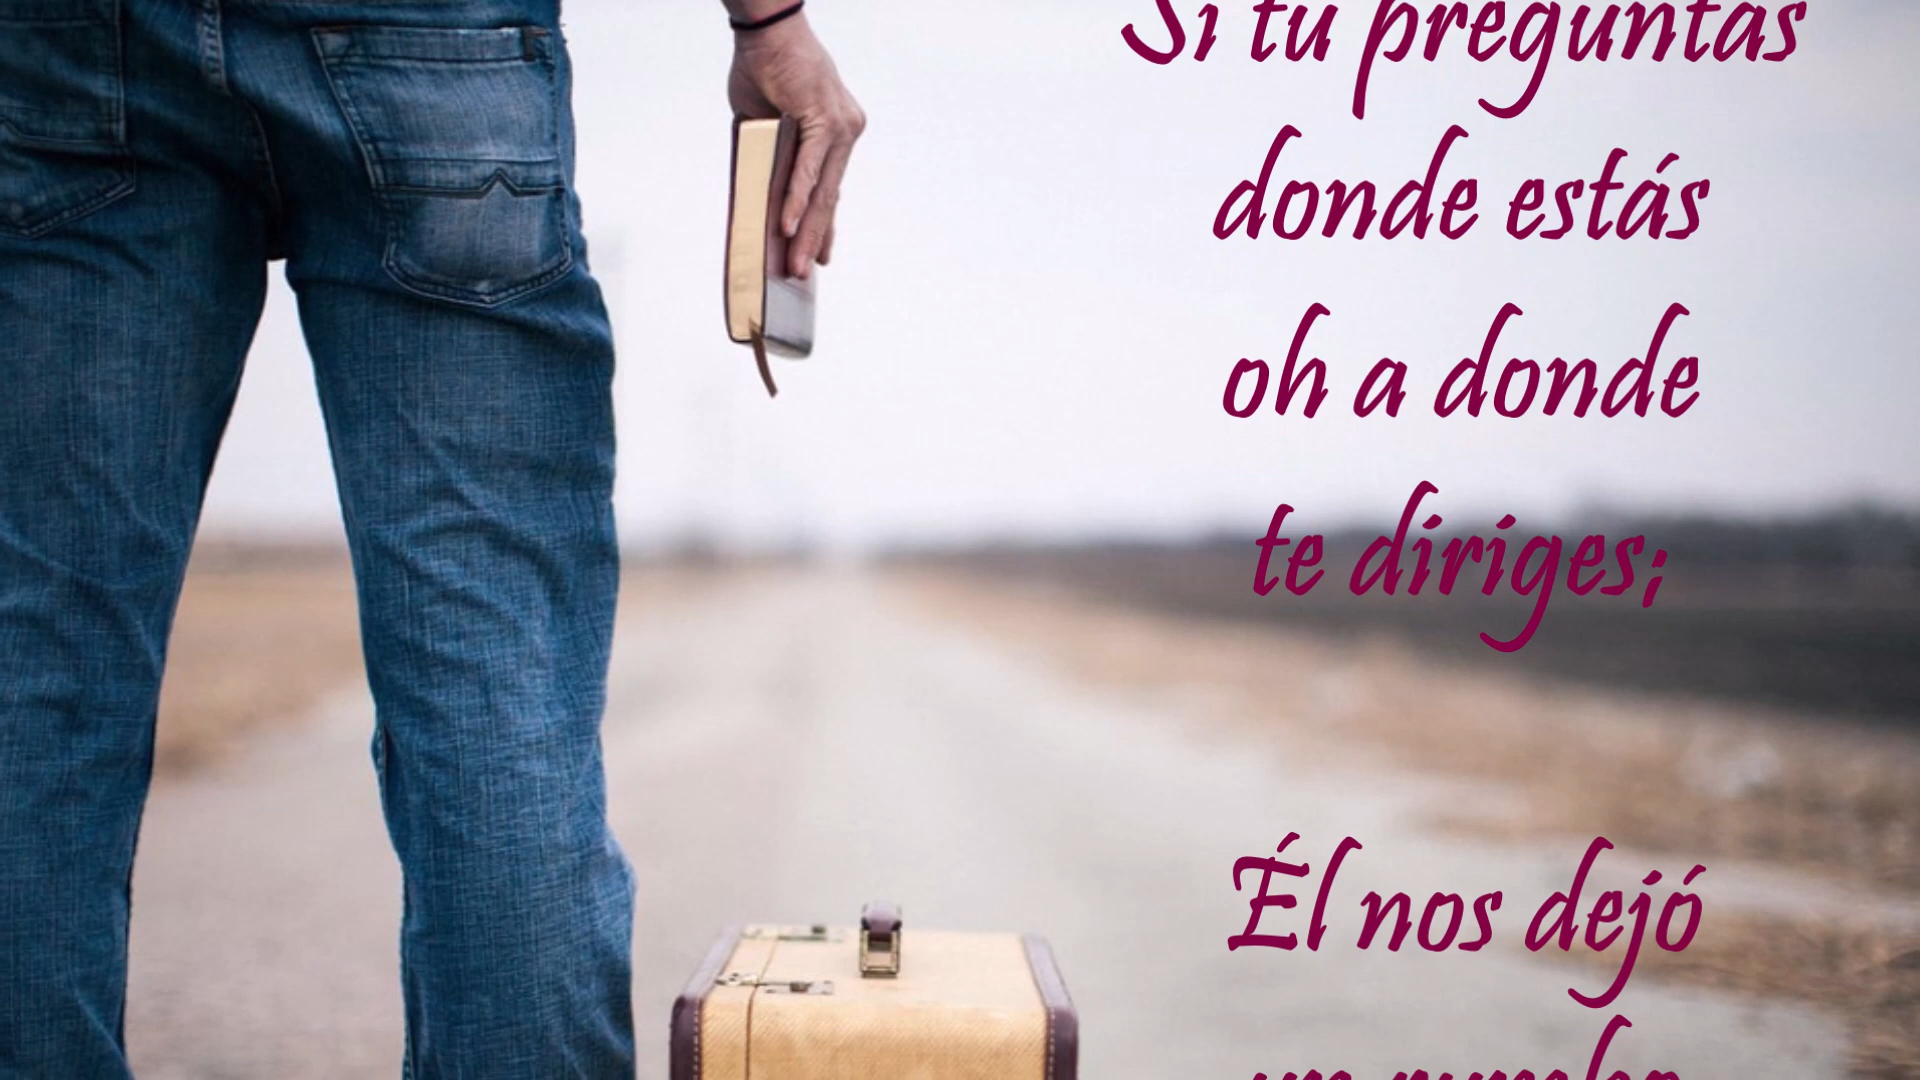 Si tu preguntas
donde estás
oh a donde
te diriges;
Él nos dejó